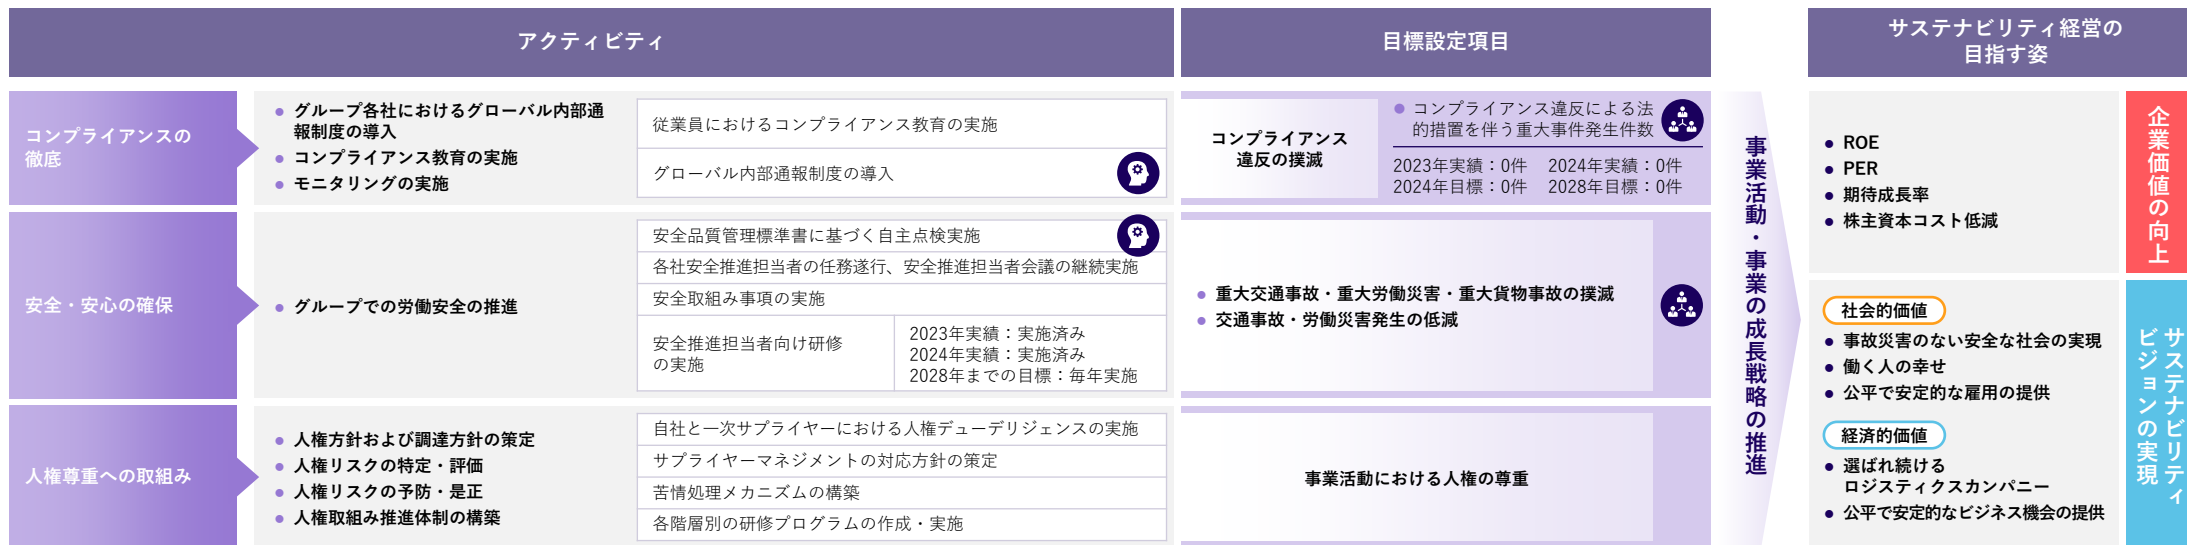 アクティビティ
目標設定項目
サステナビリティ経営の
目指す姿
コンプライアンスの
徹底
● グループ各社におけるグローバル内部通
報制度の導入
● コンプライアンス教育の実施
● モニタリングの実施
従業員におけるコンプライアンス教育の実施
グローバル内部通報制度の導入
コンプライアンス
違反の撲滅
● コンプライアンス違反による法
的措置を伴う重大事件発生件数
2023年実績：0件 2024年実績：0件
2024年目標：0件 2028年目標：0件
安全・安心の確保
● グループでの労働安全の推進
安全品質管理標準書に基づく自主点検実施
各社安全推進担当者の任務遂行、安全推進担当者会議の継続実施
安全取組み事項の実施
安全推進担当者向け研修
の実施
2023年実績：実施済み
2024年実績：実施済み
2028年までの目標：毎年実施
● 重大交通事故・重大労働災害・重大貨物事故の撲滅
● 交通事故・労働災害発生の低減
人権尊重への取組み
● 人権方針および調達方針の策定
● 人権リスクの特定・評価
● 人権リスクの予防・是正
● 人権取組み推進体制の構築
自社と一次サプライヤーにおける人権デューデリジェンスの実施
サプライヤーマネジメントの対応方針の策定
苦情処理メカニズムの構築
各階層別の研修プログラムの作成・実施
事業活動における人権の尊重
事業活動・事業の成長戦略の推進
● ROE
● PER
● 期待成長率
● 株主資本コスト低減
企業価値の向上
社会的価値
● 事故災害のない安全な社会の実現
● 働く人の幸せ
● 公平で安定的な雇用の提供
経済的価値
● 選ばれ続ける
ロジスティクスカンパニー
● 公平で安定的なビジネス機会の提供
サステナビリティ
ビジョンの実現